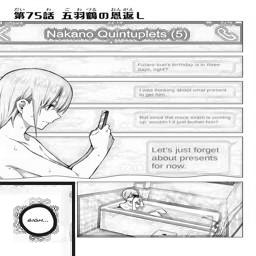 第75話 五羽鶴の恩返し
Nakano Quintuplets (5)
Futaro-kun's birthday is in three
days, right?
I was thinking about what present
to get him.
But since the mock exam is coming
up, wouldn't it just bother him?
Let's just forget
about presents
for now.
SIGH...